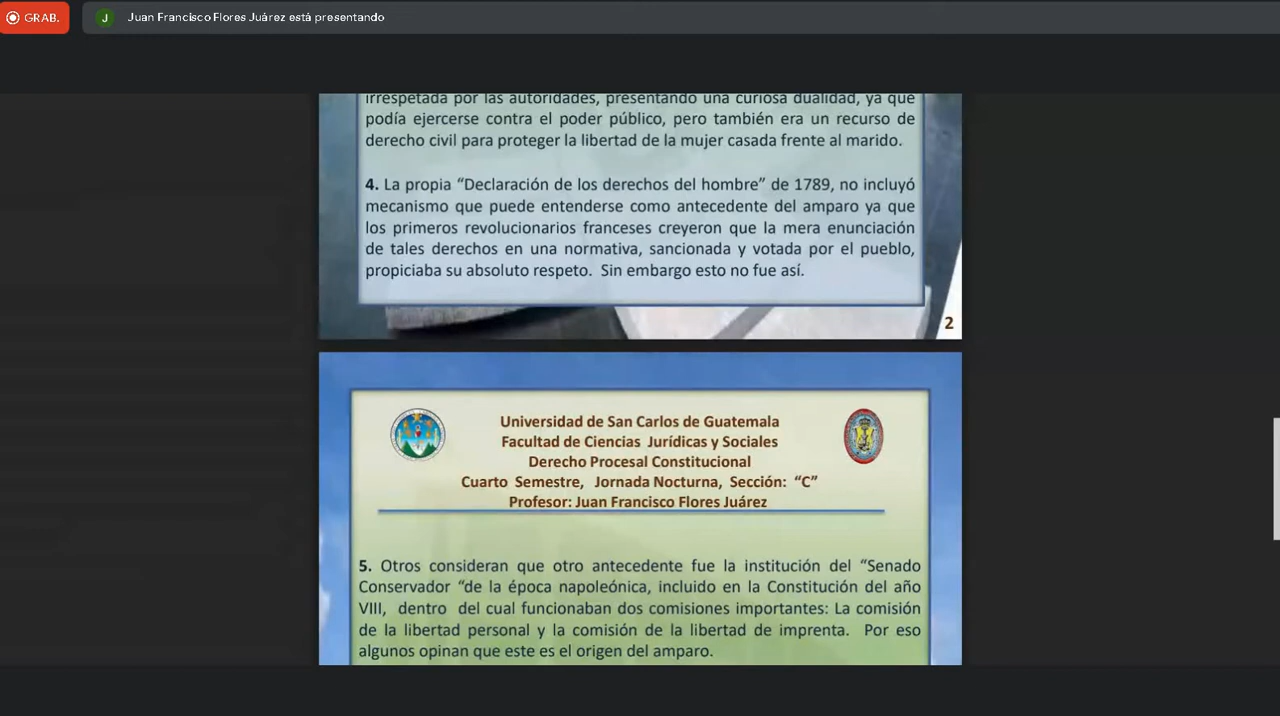 GRAB.
J
Juan Francisco Flores Juárez está presentando
irrespetada por las autoridades, presentando una curiosa dualidad, ya que
podía ejercerse contra el poder público, pero también era un recurso de
derecho civil para proteger la libertad de la mujer casada frente al marido.
4. La propia “Declaración de los derechos del hombre” de 1789, no incluyó
mecanismo que puede entenderse como antecedente del amparo ya que
los primeros revolucionarios franceses creyeron que la mera enunciación
de tales derechos en una normativa, sancionada y votada por el pueblo,
propiciaba su absoluto respeto. Sin embargo esto no fue así.
2
Universidad de San Carlos de Guatemala
Facultad de Ciencias Jurídicas y Sociales
Derecho Procesal Constitucional
Cuarto Semestre, Jornada Nocturna, Sección: “C”
Profesor: Juan Francisco Flores Juárez
5. Otros consideran que otro antecedente fue la institución del “Senado
Conservador “de la época napoleónica, incluido en la Constitución del año
VIII, dentro del cual funcionaban dos comisiones importantes: La comisión
de la libertad personal y la comisión de la libertad de imprenta. Por eso
algunos opinan que este es el origen del amparo.